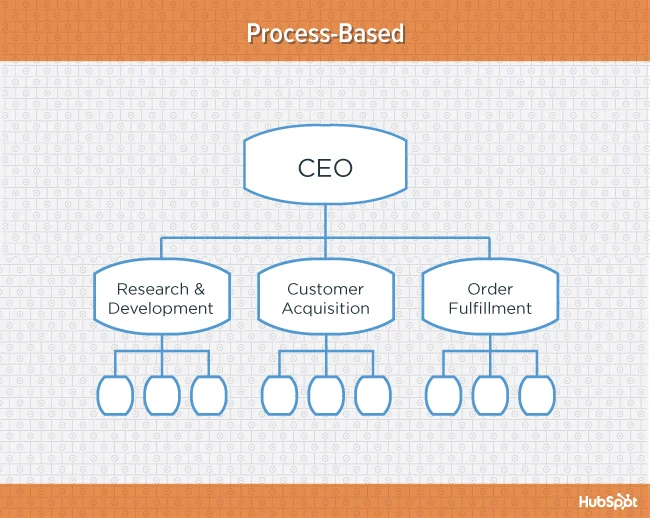 Process-Based
CEO
Research &
Development
Customer
Acquisition
Order
Fulfillment
HubSpot